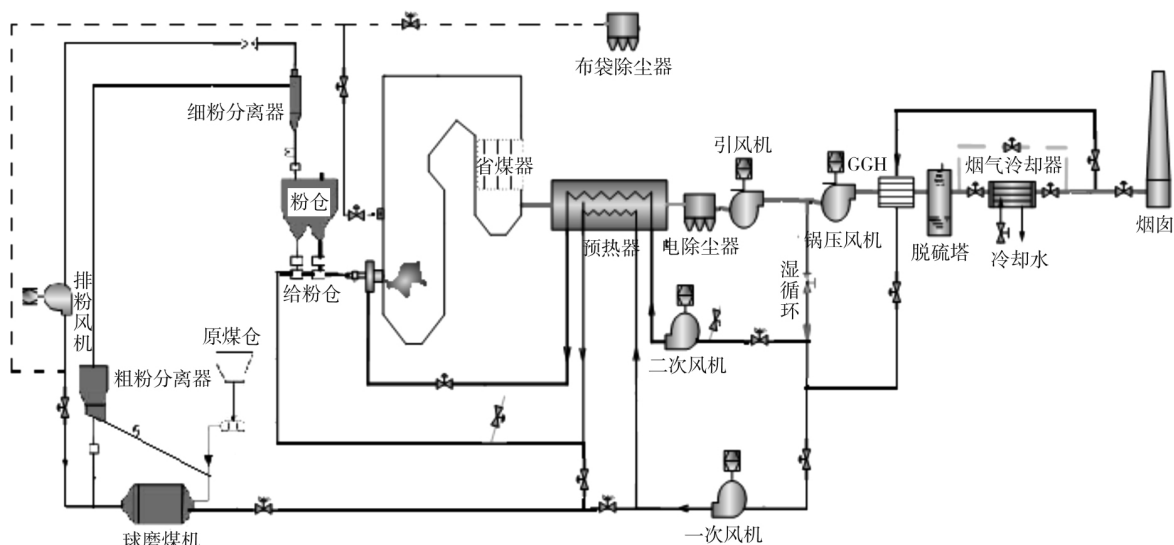 布袋除尘器
细粉分离器
引风机
GGH
烟气冷却器
省煤器
粉仓
烟囱
预热器
电除尘器
锅压风机
脱硫塔
冷却水
给粉仓
排粉风机
湿循环
原煤仓
二次风机
粗粉分离器
一次风机
球磨煤机